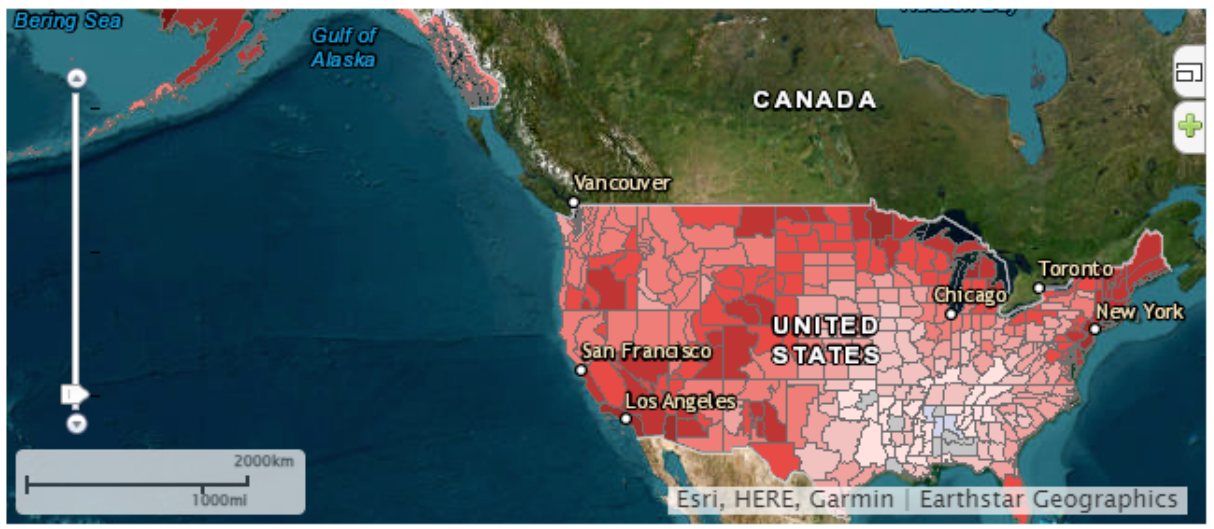 Bering Sea
Gulf of
Alaska
CANADA
Vancouver
Toronto
Chicago
New York
UNITED
STATES
San Francisco
Los Angeles
2000km
1000mi
Esri, HERE, Garmin | Earthstar Geographics